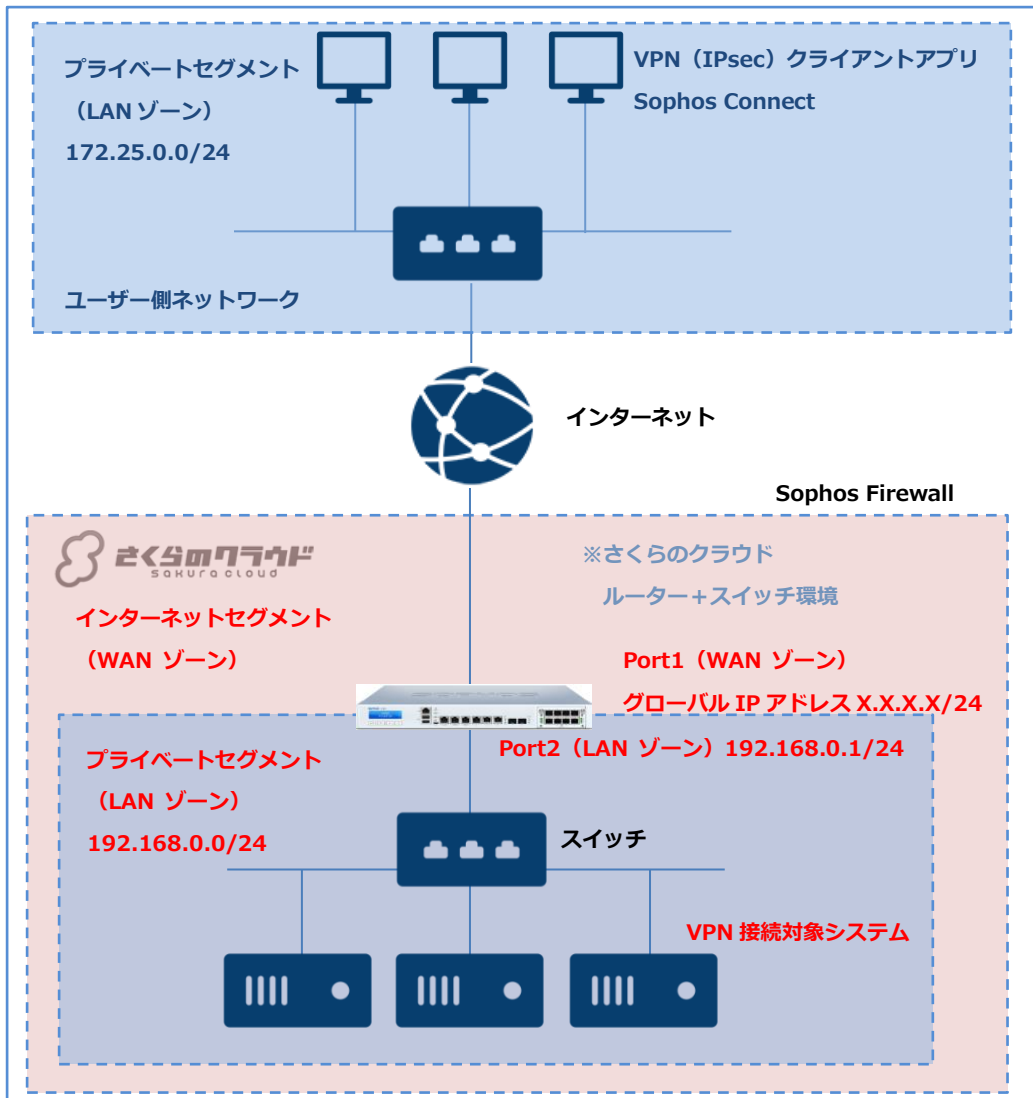 プライベートセグメント
（LAN ゾーン）
172.25.0.0/24
VPN（IPsec）クライアントアプリ
Sophos Connect
ユーザー側ネットワーク
インターネット
Sophos Firewall
さくらのクラウド
sakura cloud
※さくらのクラウド
ルーター＋スイッチ環境
インターネットセグメント
（WAN ゾーン）
Port1（WAN ゾーン）
グローバル IP アドレス X.X.X.X/24
Port2（LAN ゾーン）192.168.0.1/24
プライベートセグメント
（LAN ゾーン）
192.168.0.0/24
スイッチ
VPN 接続対象システム